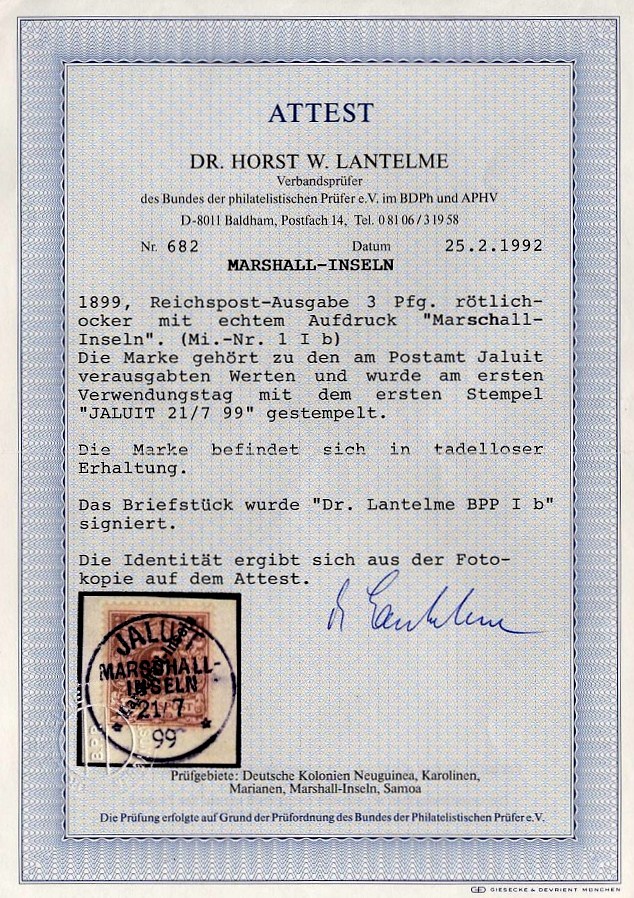 ATTEST
DR. HORST W. LANTELME
Verbandsprüfer
des Bundes der philatelistischen Prüfer e.V. im BDPh und APHV
D-8011 Baldham, Postfach 14, Tel. 0 81 06 / 3 19 58
Nr. 682 Datum 25.2.1992
MARSHALL-INSELN
1899, Reichspost-Ausgabe 3 Pfg. rötlich-
ocker mit echtem Aufdruck "Marschall-
Inseln". (Mi.-Nr. 1 I b)
Die Marke gehört zu den am Postamt Jaluit
verausgabten Werten und wurde am ersten
Verwendungstag mit dem ersten Stempel
"JALUIT 21/7 99" gestempelt.
Die Marke befindet sich in tadelloser
Erhaltung.
Das Briefstück wurde "Dr. Lantelme BPP I b"
signiert.
Die Identität ergibt sich aus der Foto-
kopie auf dem Attest.
Dr Lantelme
JALUIT
MARSCHALL-
INSELN
21/7
99
BPP
Prüfgebiete: Deutsche Kolonien Neuguinea, Karolinen,
Marianen, Marshall-Inseln, Samoa
Die Prüfung erfolgte auf Grund der Prüfordnung des Bundes der Philatelistischen Prüfer e.V.
GD GIESECKE & DEVRIENT MÜNCHEN